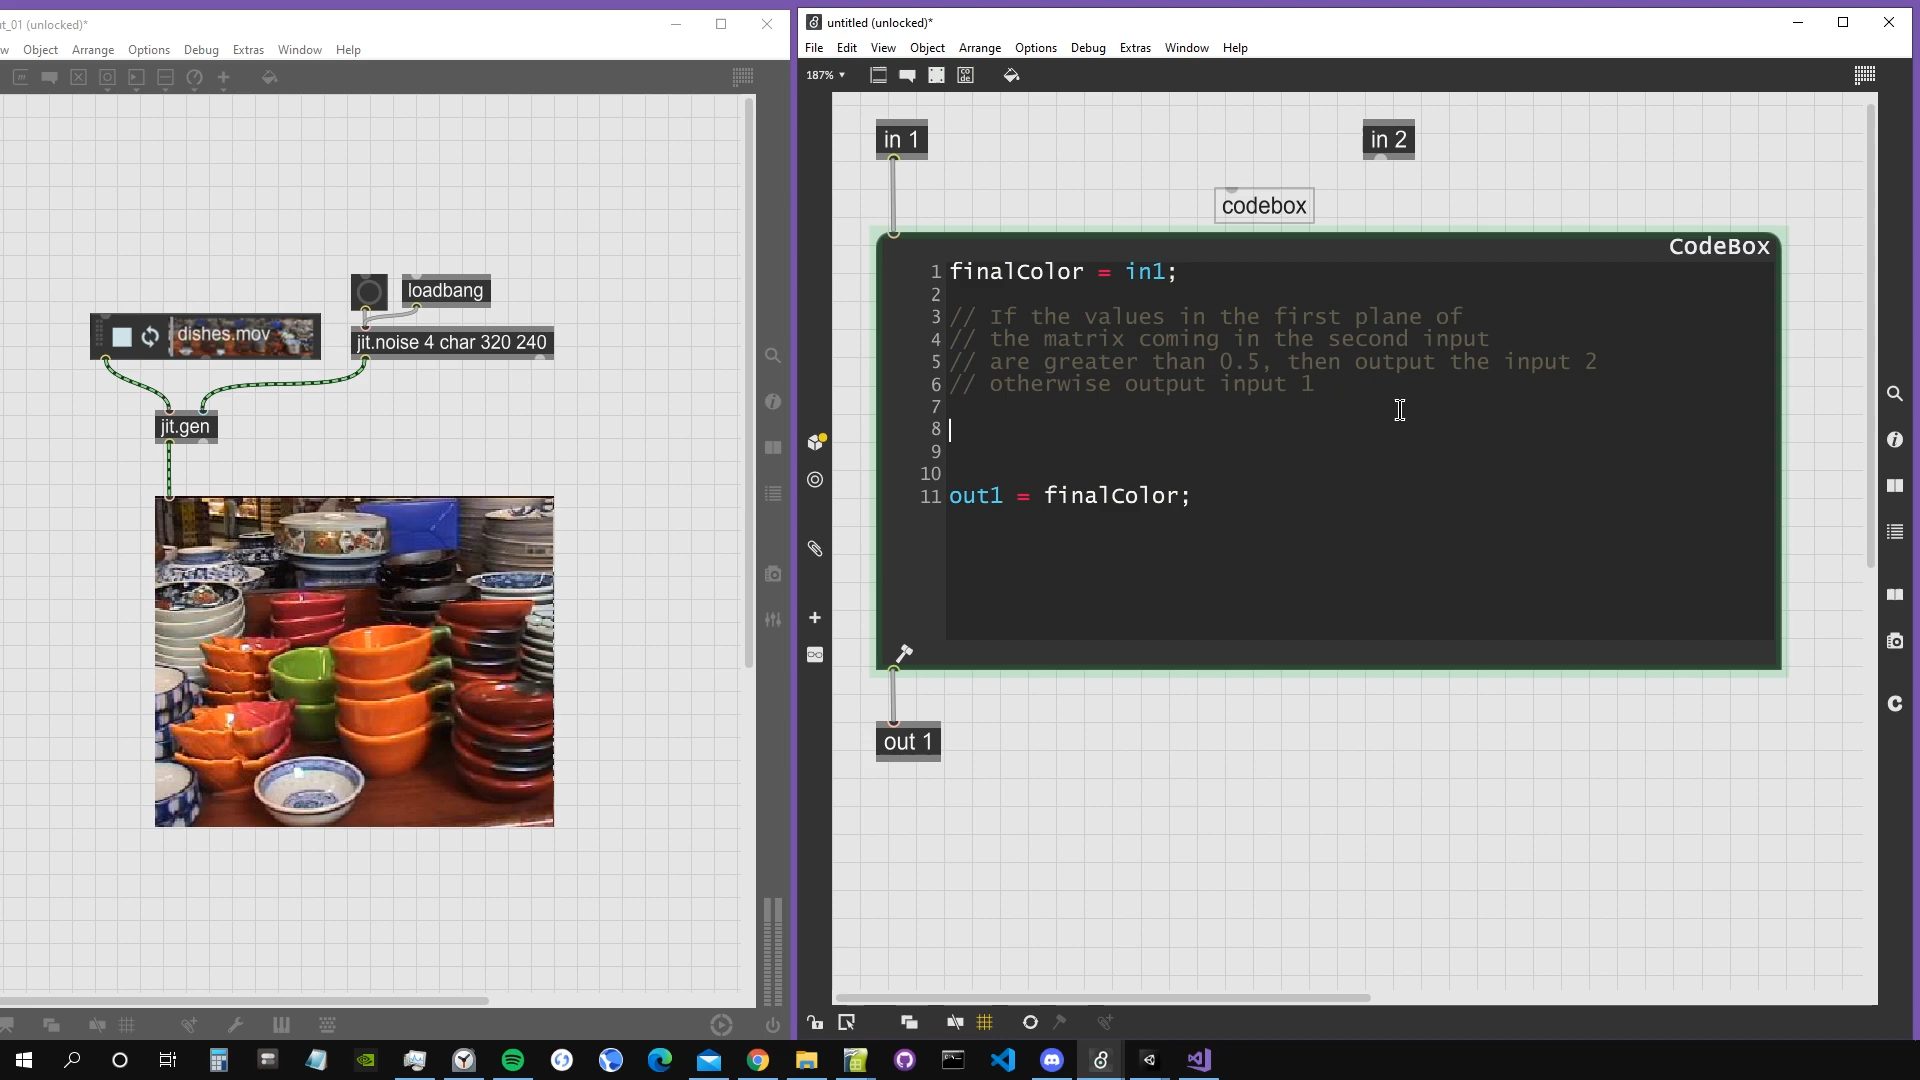 t_01 (unlocked)*
w Object Arrange Options Debug Extras Window Help
loadbang
dishes.mov
jit.noise 4 char 320 240
jit.gen
untitled (unlocked)*
File Edit View Object Arrange Options Debug Extras Window Help
187%
co
de
in 1
in 2
codebox
CodeBox
1 finalColor = in1;
2
3 // If the values in the first plane of
4 // the matrix coming in the second input
5 // are greater than 0.5, then output the input 2
6 // otherwise output input 1
7
8
9
10
11 out1 = finalColor;
out 1